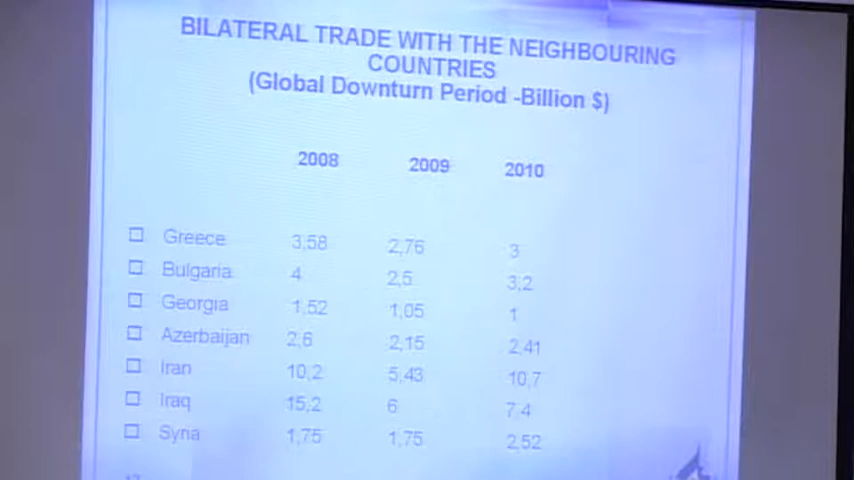 BILATERAL TRADE WITH THE NEIGHBOURING
COUNTRIES
(Global Downturn Period -Billion $)
2008 2009 2010
Greece 3,58 2,76 3
Bulgaria 4 2,5 3,2
Georgia 1,52 1,05 1
Azerbaijan 2,6 2,15 2,41
Iran 10,2 5,43 10,7
Iraq 15,2 6 7,4
Syria 1,75 1,75 2,52